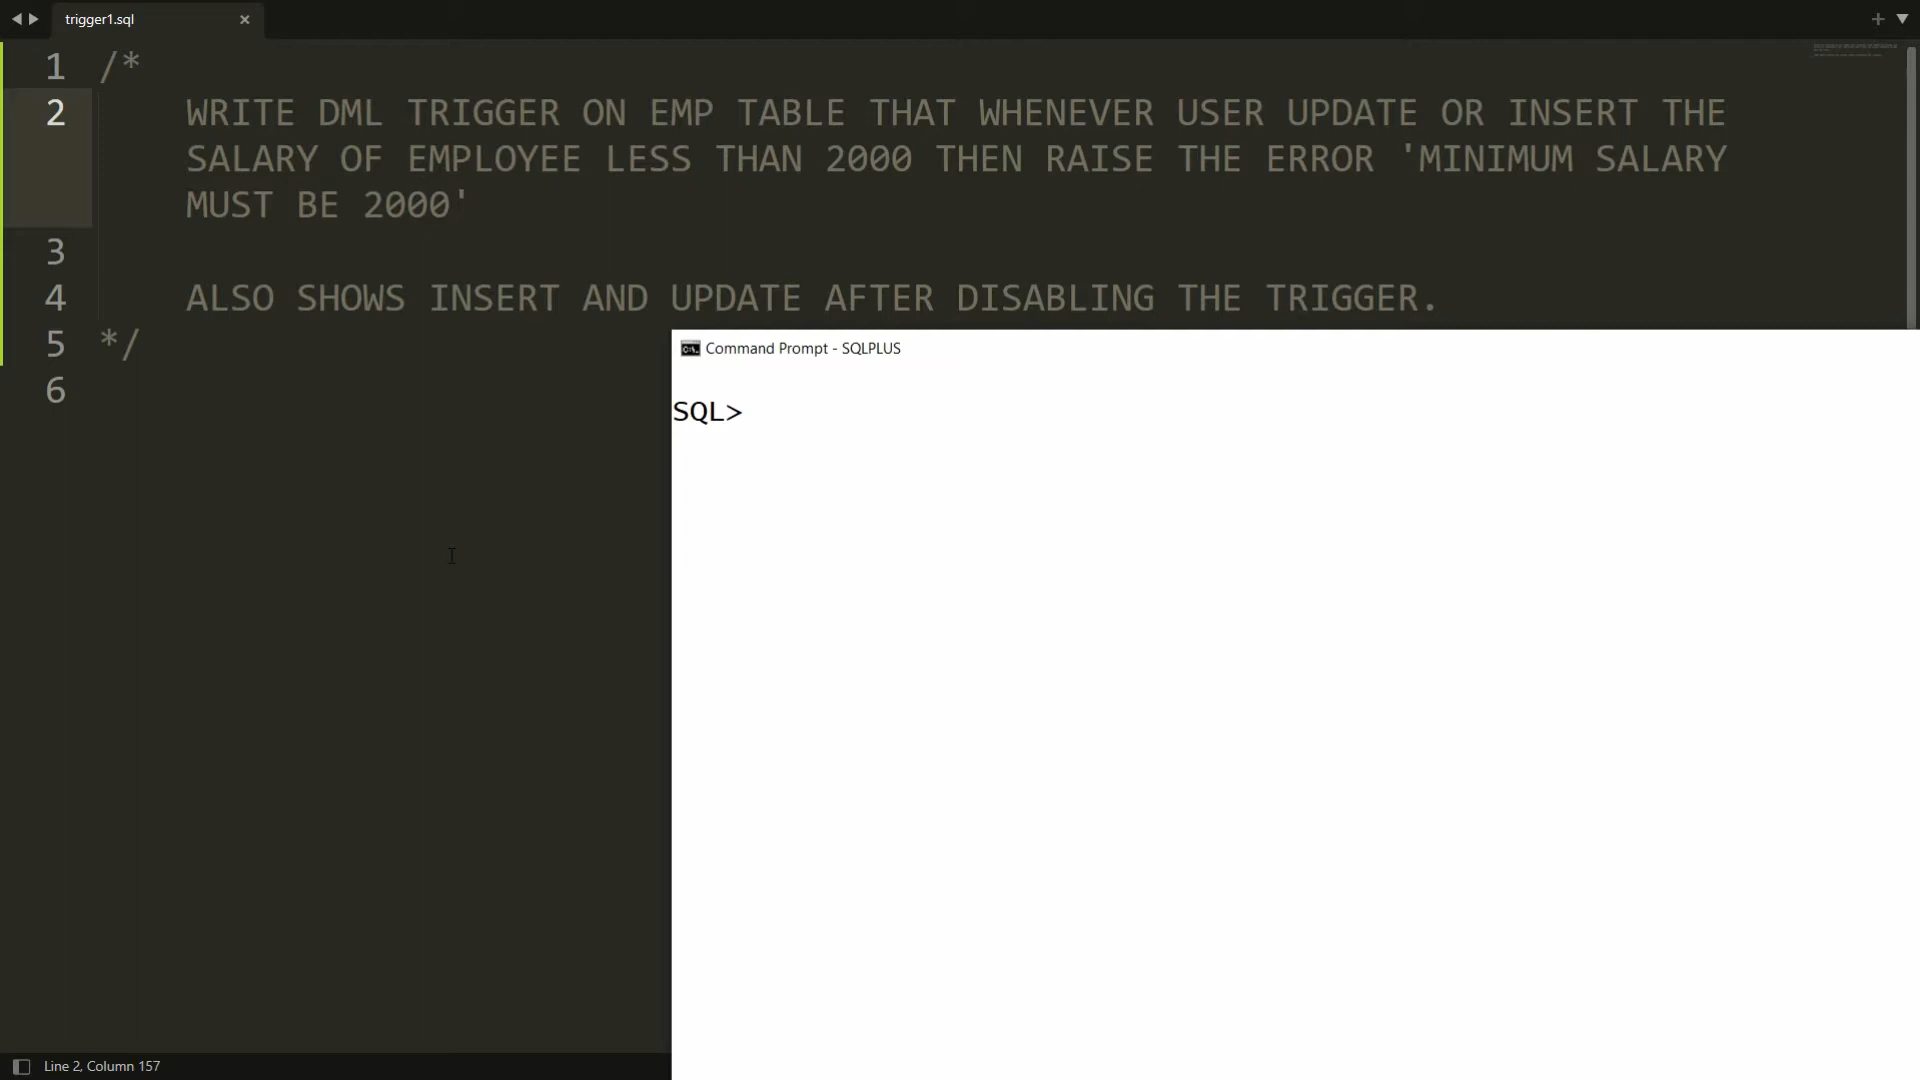 trigger1.sql
1 /*
2 WRITE DML TRIGGER ON EMP TABLE THAT WHENEVER USER UPDATE OR INSERT THE
SALARY OF EMPLOYEE LESS THAN 2000 THEN RAISE THE ERROR 'MINIMUM SALARY
MUST BE 2000'
3
4 ALSO SHOWS INSERT AND UPDATE AFTER DISABLING THE TRIGGER.
5 */
6
Command Prompt - SQLPLUS
SQL>
Line 2, Column 157